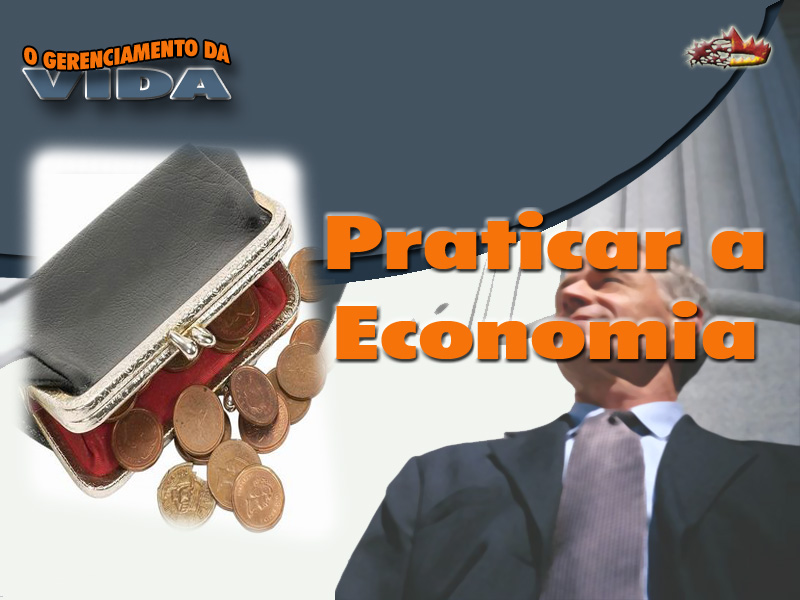 O GERENCIAMENTO DA
VIDA
Praticar a
Economia